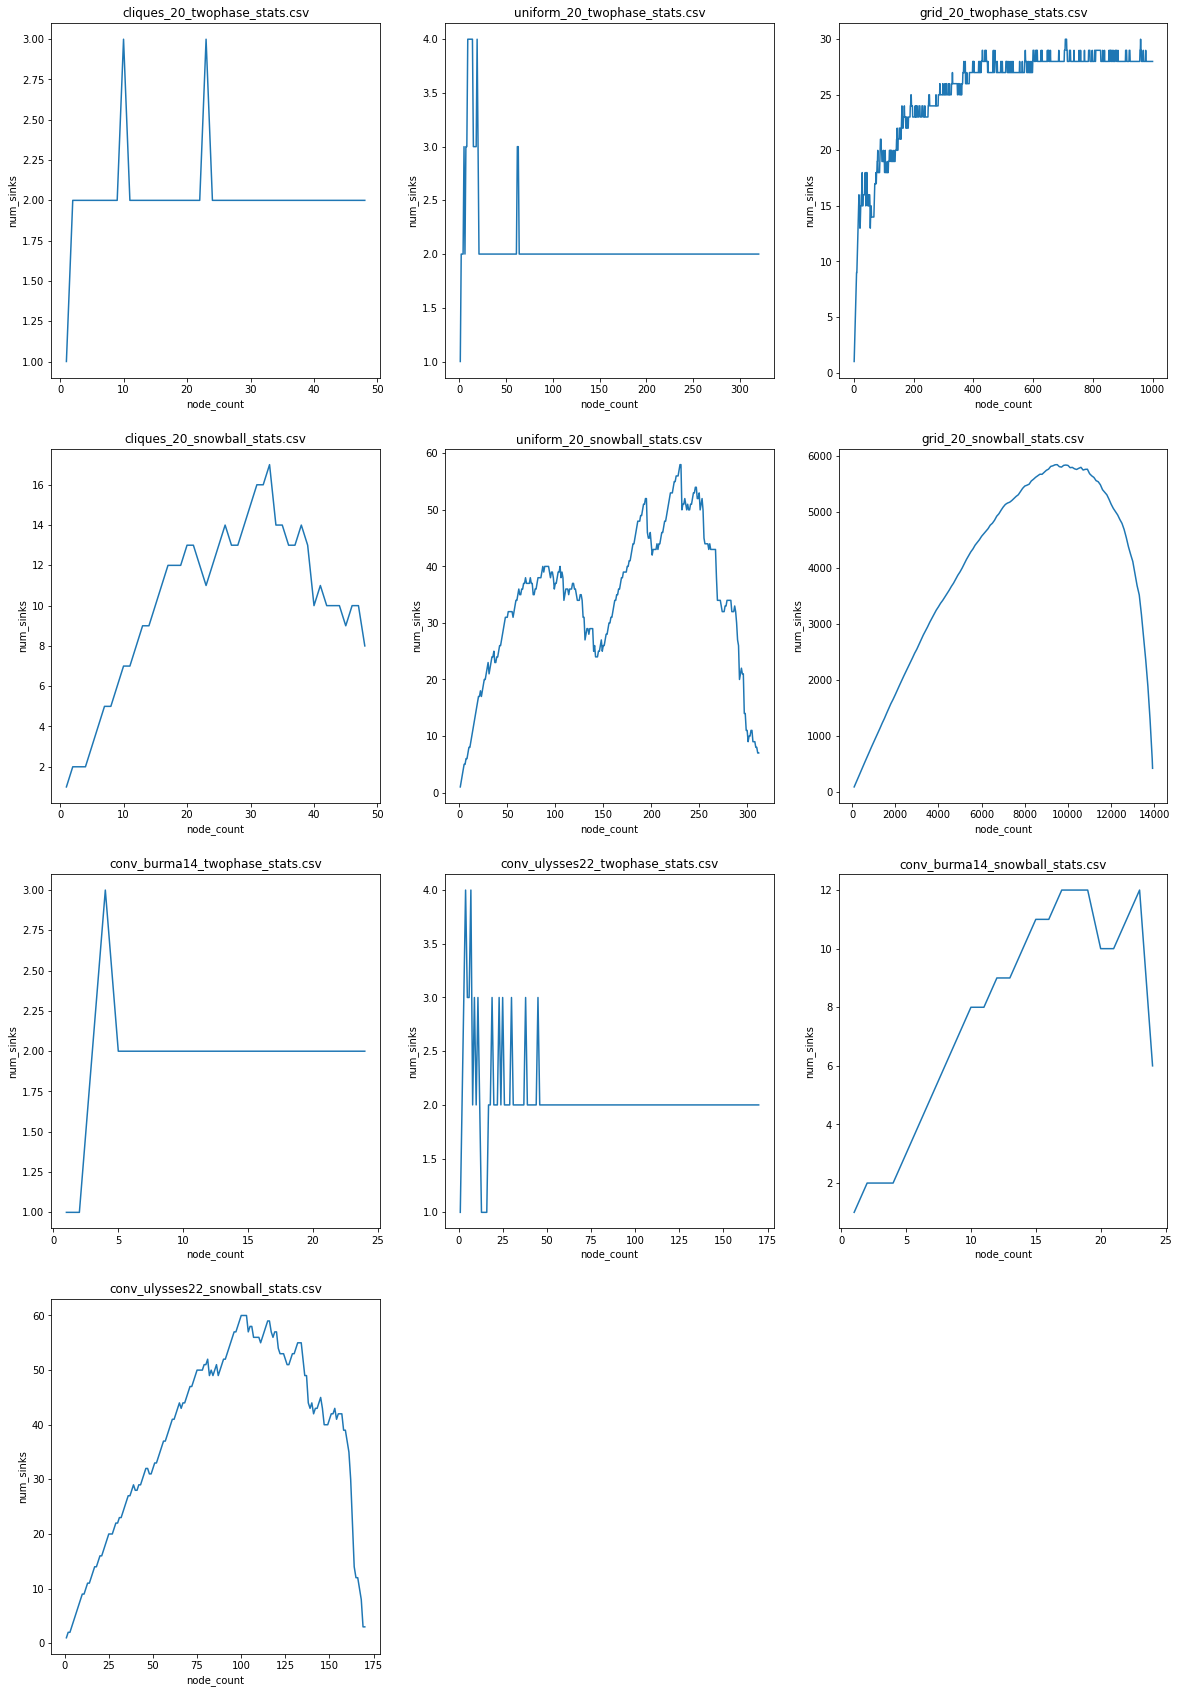 cliques_20_twophase_stats.csv
num_sinks
3.00
2.75
2.50
2.25
2.00
1.75
1.50
1.25
1.00
0 10 20 30 40 50
node_count
uniform_20_twophase_stats.csv
num_sinks
4.0
3.5
3.0
2.5
2.0
1.5
1.0
0 50 100 150 200 250 300
node_count
grid_20_twophase_stats.csv
num_sinks
30
25
20
15
10
5
0
0 200 400 600 800 1000
node_count
cliques_20_snowball_stats.csv
num_sinks
16
14
12
10
8
6
4
2
0 10 20 30 40 50
node_count
uniform_20_snowball_stats.csv
num_sinks
60
50
40
30
20
10
0
0 50 100 150 200 250 300
node_count
grid_20_snowball_stats.csv
num_sinks
6000
5000
4000
3000
2000
1000
0
0 2000 4000 6000 8000 10000 12000 14000
node_count
conv_burma14_twophase_stats.csv
num_sinks
3.00
2.75
2.50
2.25
2.00
1.75
1.50
1.25
1.00
0 5 10 15 20 25
node_count
conv_ulysses22_twophase_stats.csv
num_sinks
4.0
3.5
3.0
2.5
2.0
1.5
1.0
0 25 50 75 100 125 150 175
node_count
conv_burma14_snowball_stats.csv
num_sinks
12
10
8
6
4
2
0 5 10 15 20 25
node_count
conv_ulysses22_snowball_stats.csv
num_sinks
60
50
40
30
20
10
0
0 25 50 75 100 125 150 175
node_count